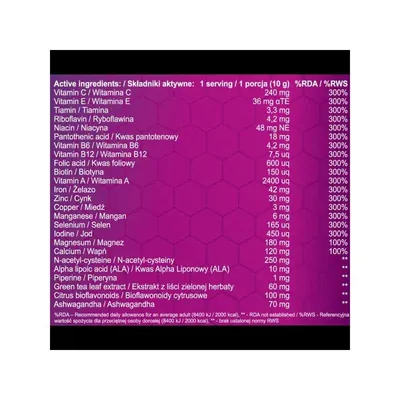 Active ingredients: / Składniki aktywne: 1 serving / 1 porcja (10 g) %RDA / %RWS
Vitamin C / Witamina C 240 mg 300%
Vitamin E / Witamina E 36 mg αTE 300%
Tiamin / Tiamina 3,3 mg 300%
Riboflavin / Ryboflawina 4,2 mg 300%
Niacin / Niacyna 48 mg NE 300%
Pantothenic acid / Kwas pantotenowy 18 mg 300%
Vitamin B6 / Witamina B6 4,2 mg 300%
Vitamin B12 / Witamina B12 7,5 uq 300%
Folic acid / Kwas foliowy 600 uq 300%
Biotin / Biotyna 150 uq 300%
Vitamin A / Witamina A 2400 uq 300%
Iron / Żelazo 42 mg 300%
Zinc / Cynk 30 mg 300%
Copper / Miedź 3 mg 300%
Manganese / Mangan 6 mg 300%
Selenium / Selen 165 uq 300%
Iodine / Jod 450 uq 300%
Magnesum / Magnez 180 mg 100%
Calcium / Wapń 120 mg 100%
N-acetyl-cysteine / N-acetyl-cysteiny 220 mg **
Alpha lipoic acid (ALA) / Kwas Alpha Liponowy (ALA) 10 mg **
Piperine / Piperyna 1 mg **
Green tea leaf extract / Ekstrakt z liści zielonej herbaty 60 mg **
Citrus bioflavonoids / Bioflawonoidy cytrusowe 100 mg **
Ashwagandha / Ashwagandha 70 mg **
%RDA – Recommended daily allowance for an average adult (8400 kJ / 2000 kcal). ** - RDA not established / %RWS - Referencyjna
wartość spożycia dla przeciętnej osoby dorosłej (8400 kJ / 2000 kcal). ** - brak ustalonej normy RWS